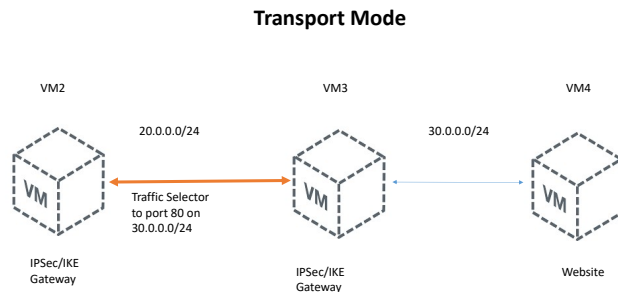 Transport Mode
VM2
VM3
VM4
20.0.0.0/24
30.0.0.0/24
VM
VM
VM
Traffic Selector
to port 80 on
30.0.0.0/24
IPSec/IKE
Gateway
IPSec/IKE
Gateway
Website